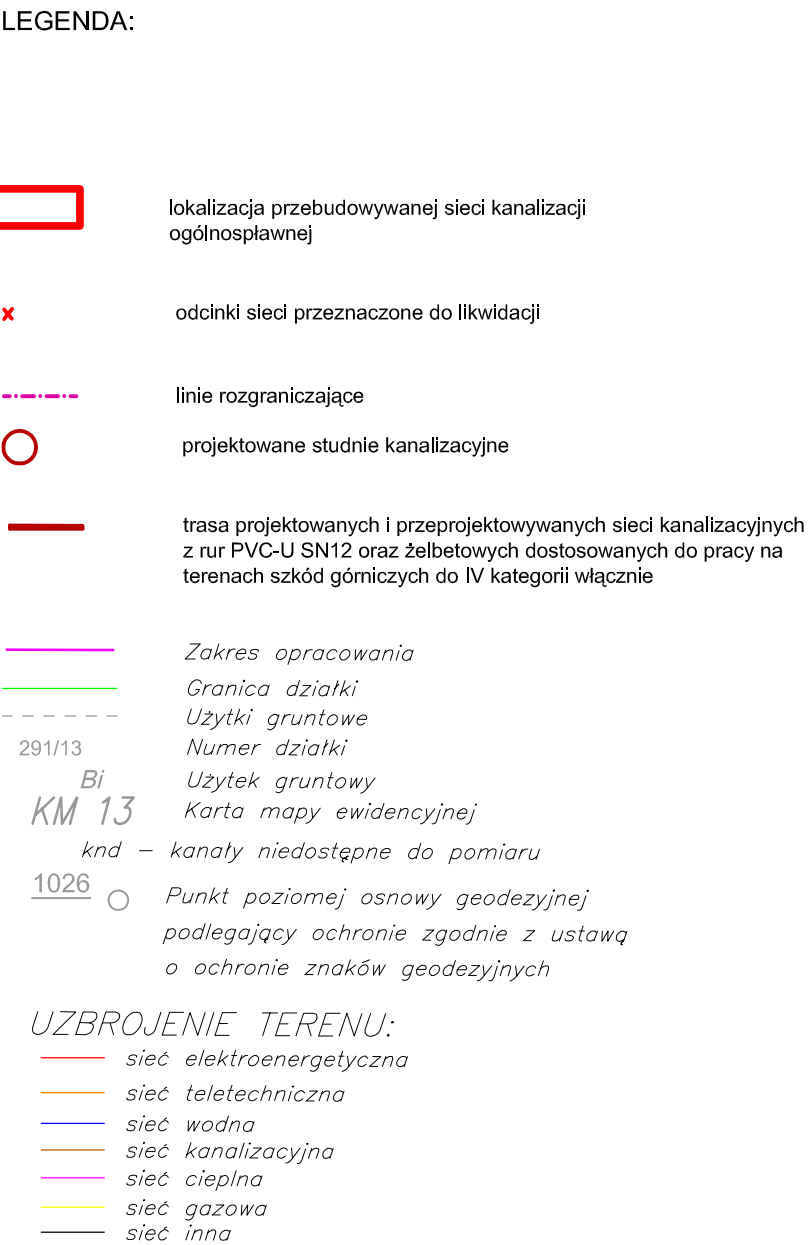 LEGENDA:
lokalizacja przebudowywanej sieci kanalizacji
ogólnospławnej
odcinki sieci przeznaczone do likwidacji
linie rozgraniczające
projektowane studnie kanalizacyjne
trasa projektowanych i przeprojektowywanych sieci kanalizacyjnych
z rur PVC-U SN12 oraz żelbetowych dostosowanych do pracy na
terenach szkód górniczych do IV kategorii włącznie
Zakres opracowania
Granica działki
Użytki gruntowe
291/13 Numer działki
Bi Użytek gruntowy
KM 13 Karta mapy ewidencyjnej
knd – kanały niedostępne do pomiaru
1026 Punkt poziomej osnowy geodezyjnej
podlegający ochronie zgodnie z ustawą
o ochronie znaków geodezyjnych
UZBROJENIE TERENU:
sieć elektroenergetyczna
sieć teletechniczna
sieć wodna
sieć kanalizacyjna
sieć cieplna
sieć gazowa
sieć inna